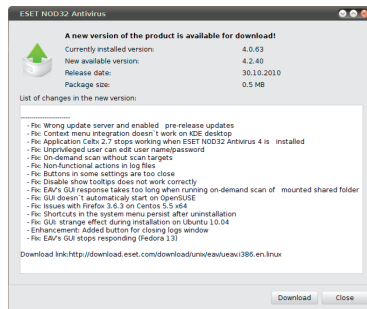 ESET NOD32 Antivirus
A new version of the product is available for download!
Currently installed version: 4.0.63
New available version: 4.2.40
Release date: 30.10.2010
Package size: 0.5 MB
List of changes in the new version:
--------------------
- Fix: Wrong update server and enabled pre-release updates
- Fix: Context menu integration doesn`t work on KDE desktop
- Fix: Application Celtx 2.7 stops working when ESET NOD32 Antivirus 4 is installed
- Fix: Unprivileged user can edit user name/password
- Fix: On-demand scan without scan targets
- Fix: Non-functional actions in log files
- Fix: Buttons in some settings are too close
- Fix: Disable show tooltips does not work correctly
- Fix: EAV's GUI response takes too long when running on-demand scan of mounted shared folder
- Fix: GUI doesn`t automaticaly start on OpenSUSE
- Fix: Issues with Firefox 3.6.3 on Centos 5.5 x64
- Fix: Shortcuts in the system menu persist after uninstallation
- Fix: GUI: strange effect during installation on Ubuntu 10.04
- Enhancement: Added button for closing logs window
- Fix: EAV's GUI stops responding (Fedora 13)
Download link:http://download.eset.com/download/unix/eav/ueav.i386.en.linux
Download Close